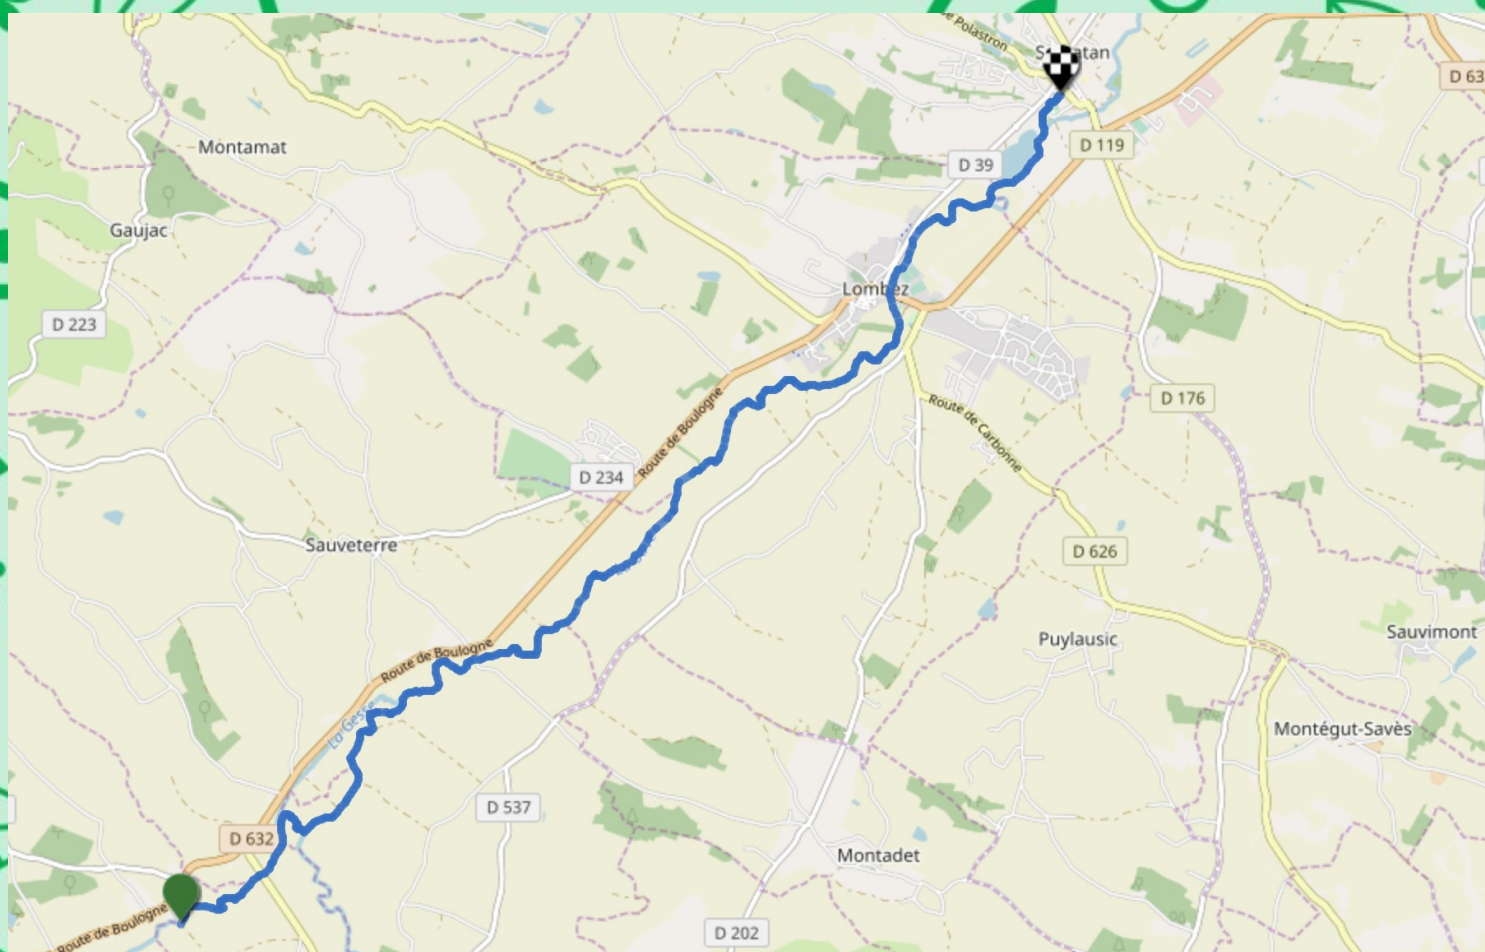 Polastron
D 63
Montamat
D 119
D 39
Gaujac
Lombez
D 223
D 176
Route de Boulogne
Route de Carbonne
D 234
Sauveterre
D 626
Puylausic
Sauvimont
Route de Boulogne
La Gesse
Montégut-Savès
D 537
D 632
Montadet
Route de Boulogne
D 202